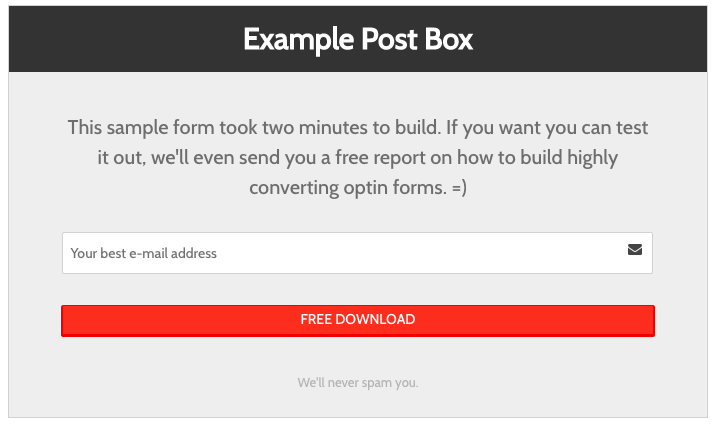 Example Post Box
This sample form took two minutes to build. If you want you can test
it out, we'll even send you a free report on how to build highly
converting optin forms. =)
Your best e-mail address
FREE DOWNLOAD
We'll never spam you.